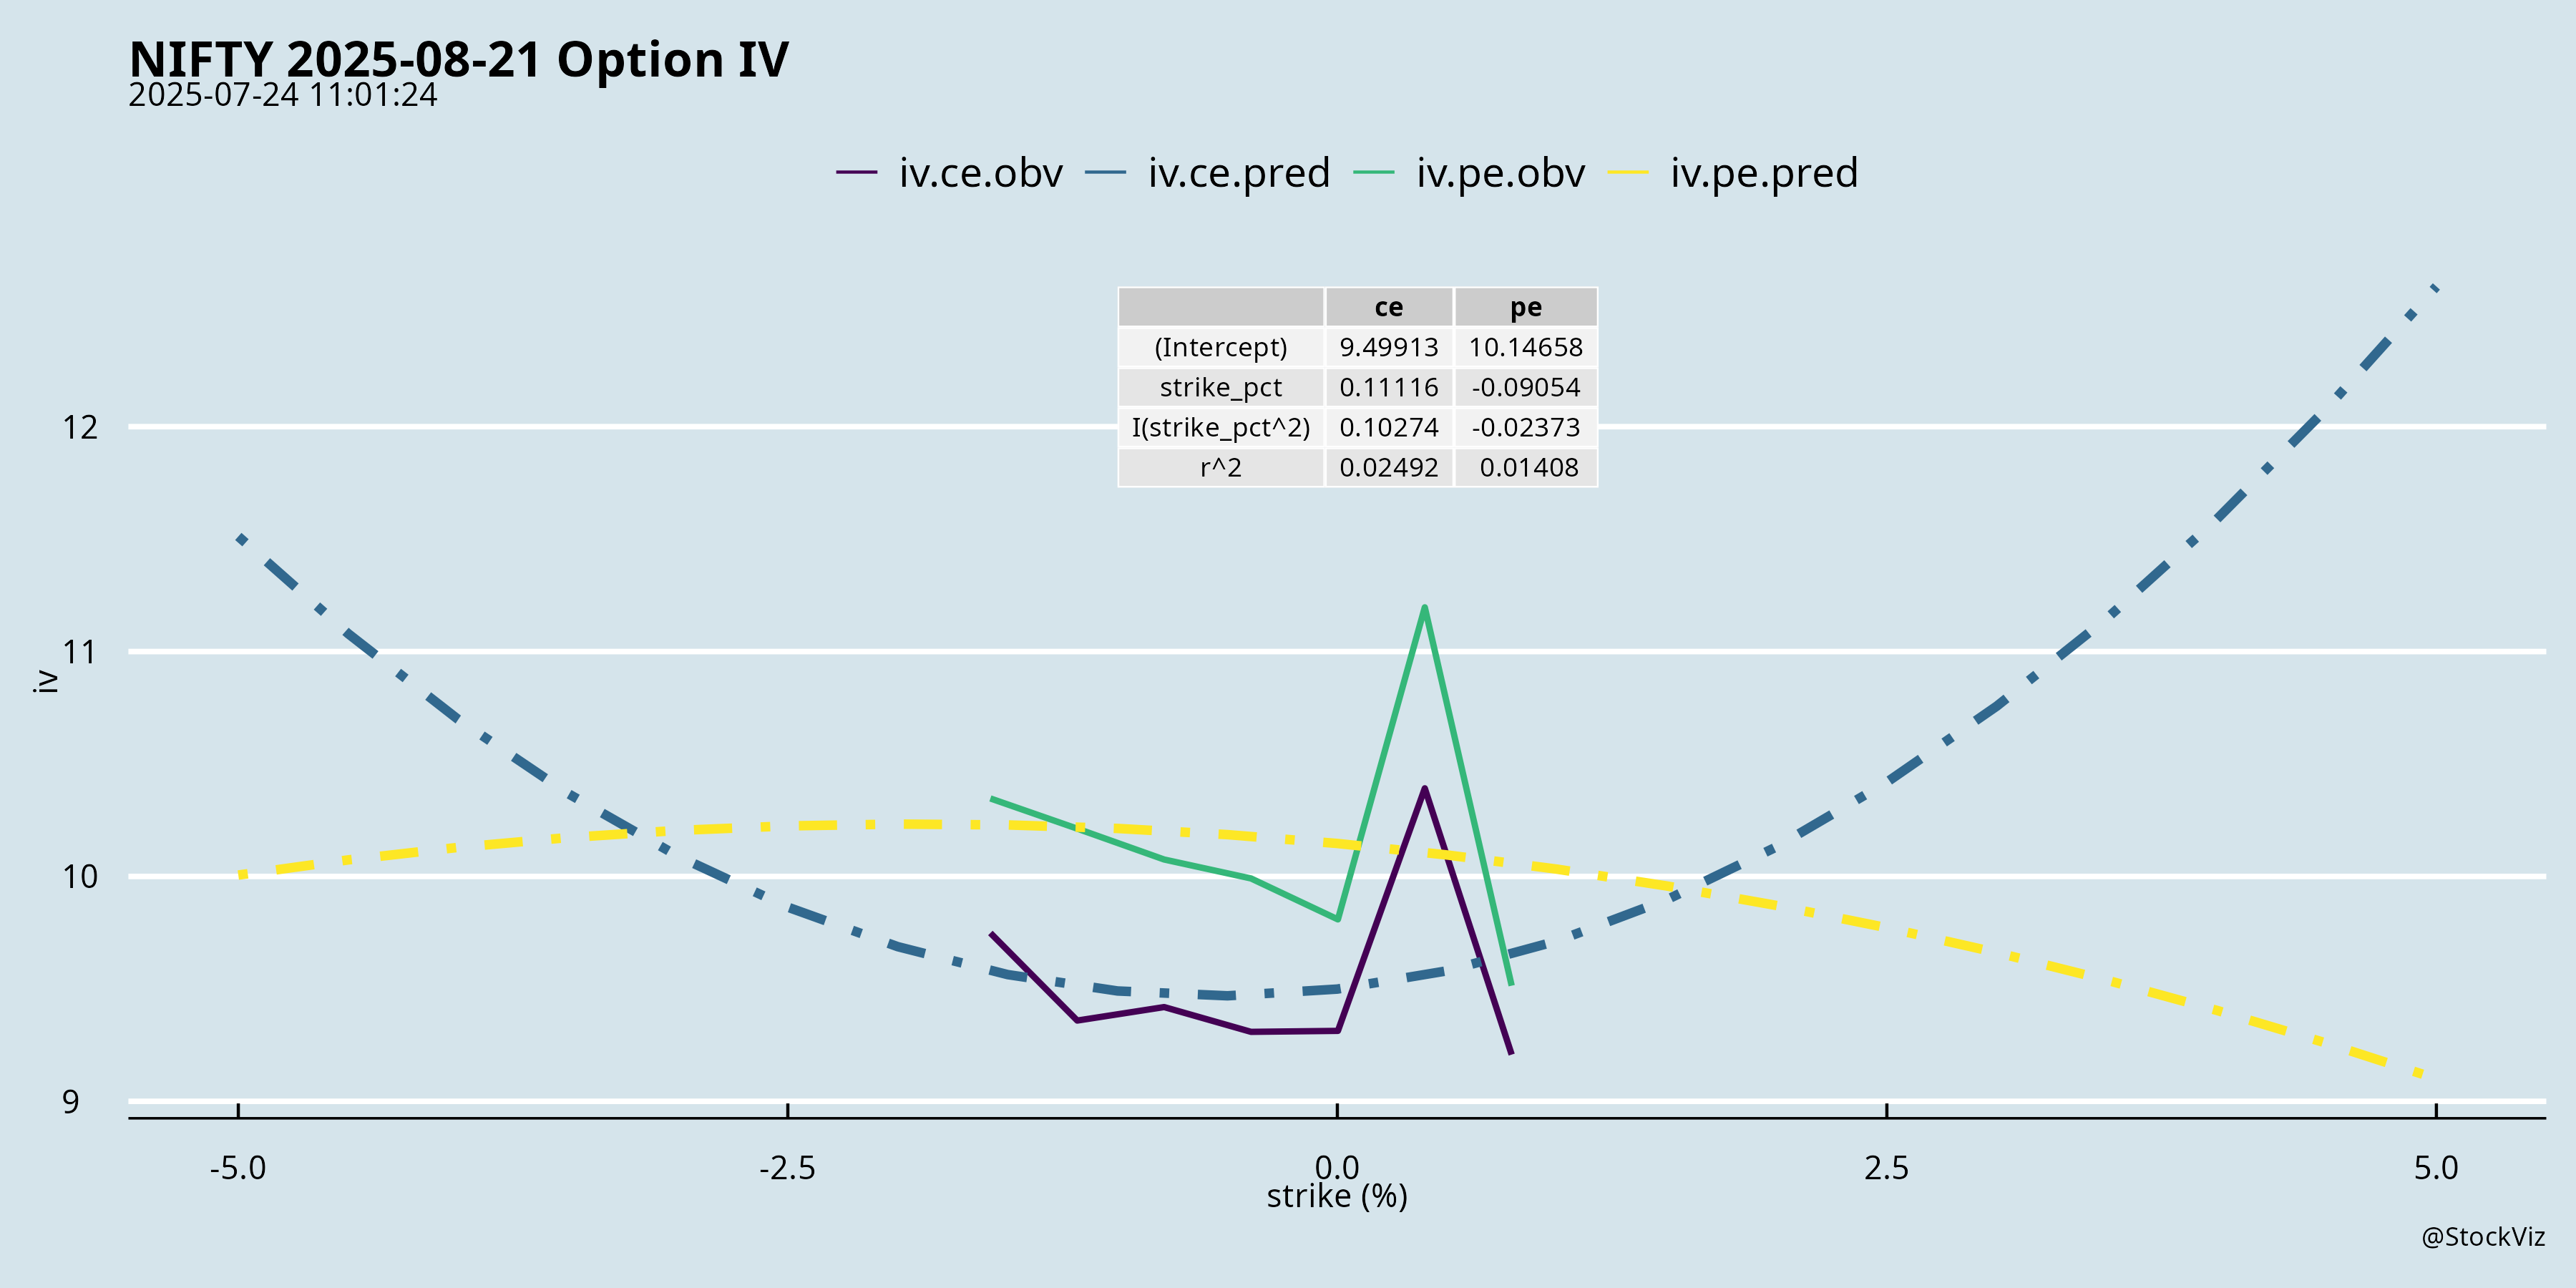 NIFTY 2025-08-21 Option IV
2025-07-24 11:01:24
iv.ce.obv iv.ce.pred iv.pe.obv iv.pe.pred
ce pe
(Intercept) 9.49913 10.14658
strike_pct 0.11116 -0.09054
I(strike_pct^2) 0.10274 -0.02373
r^2 0.02492 0.01408
12
11
iv
10
9
-5.0 -2.5 0.0 2.5 5.0
strike (%)
@StockViz